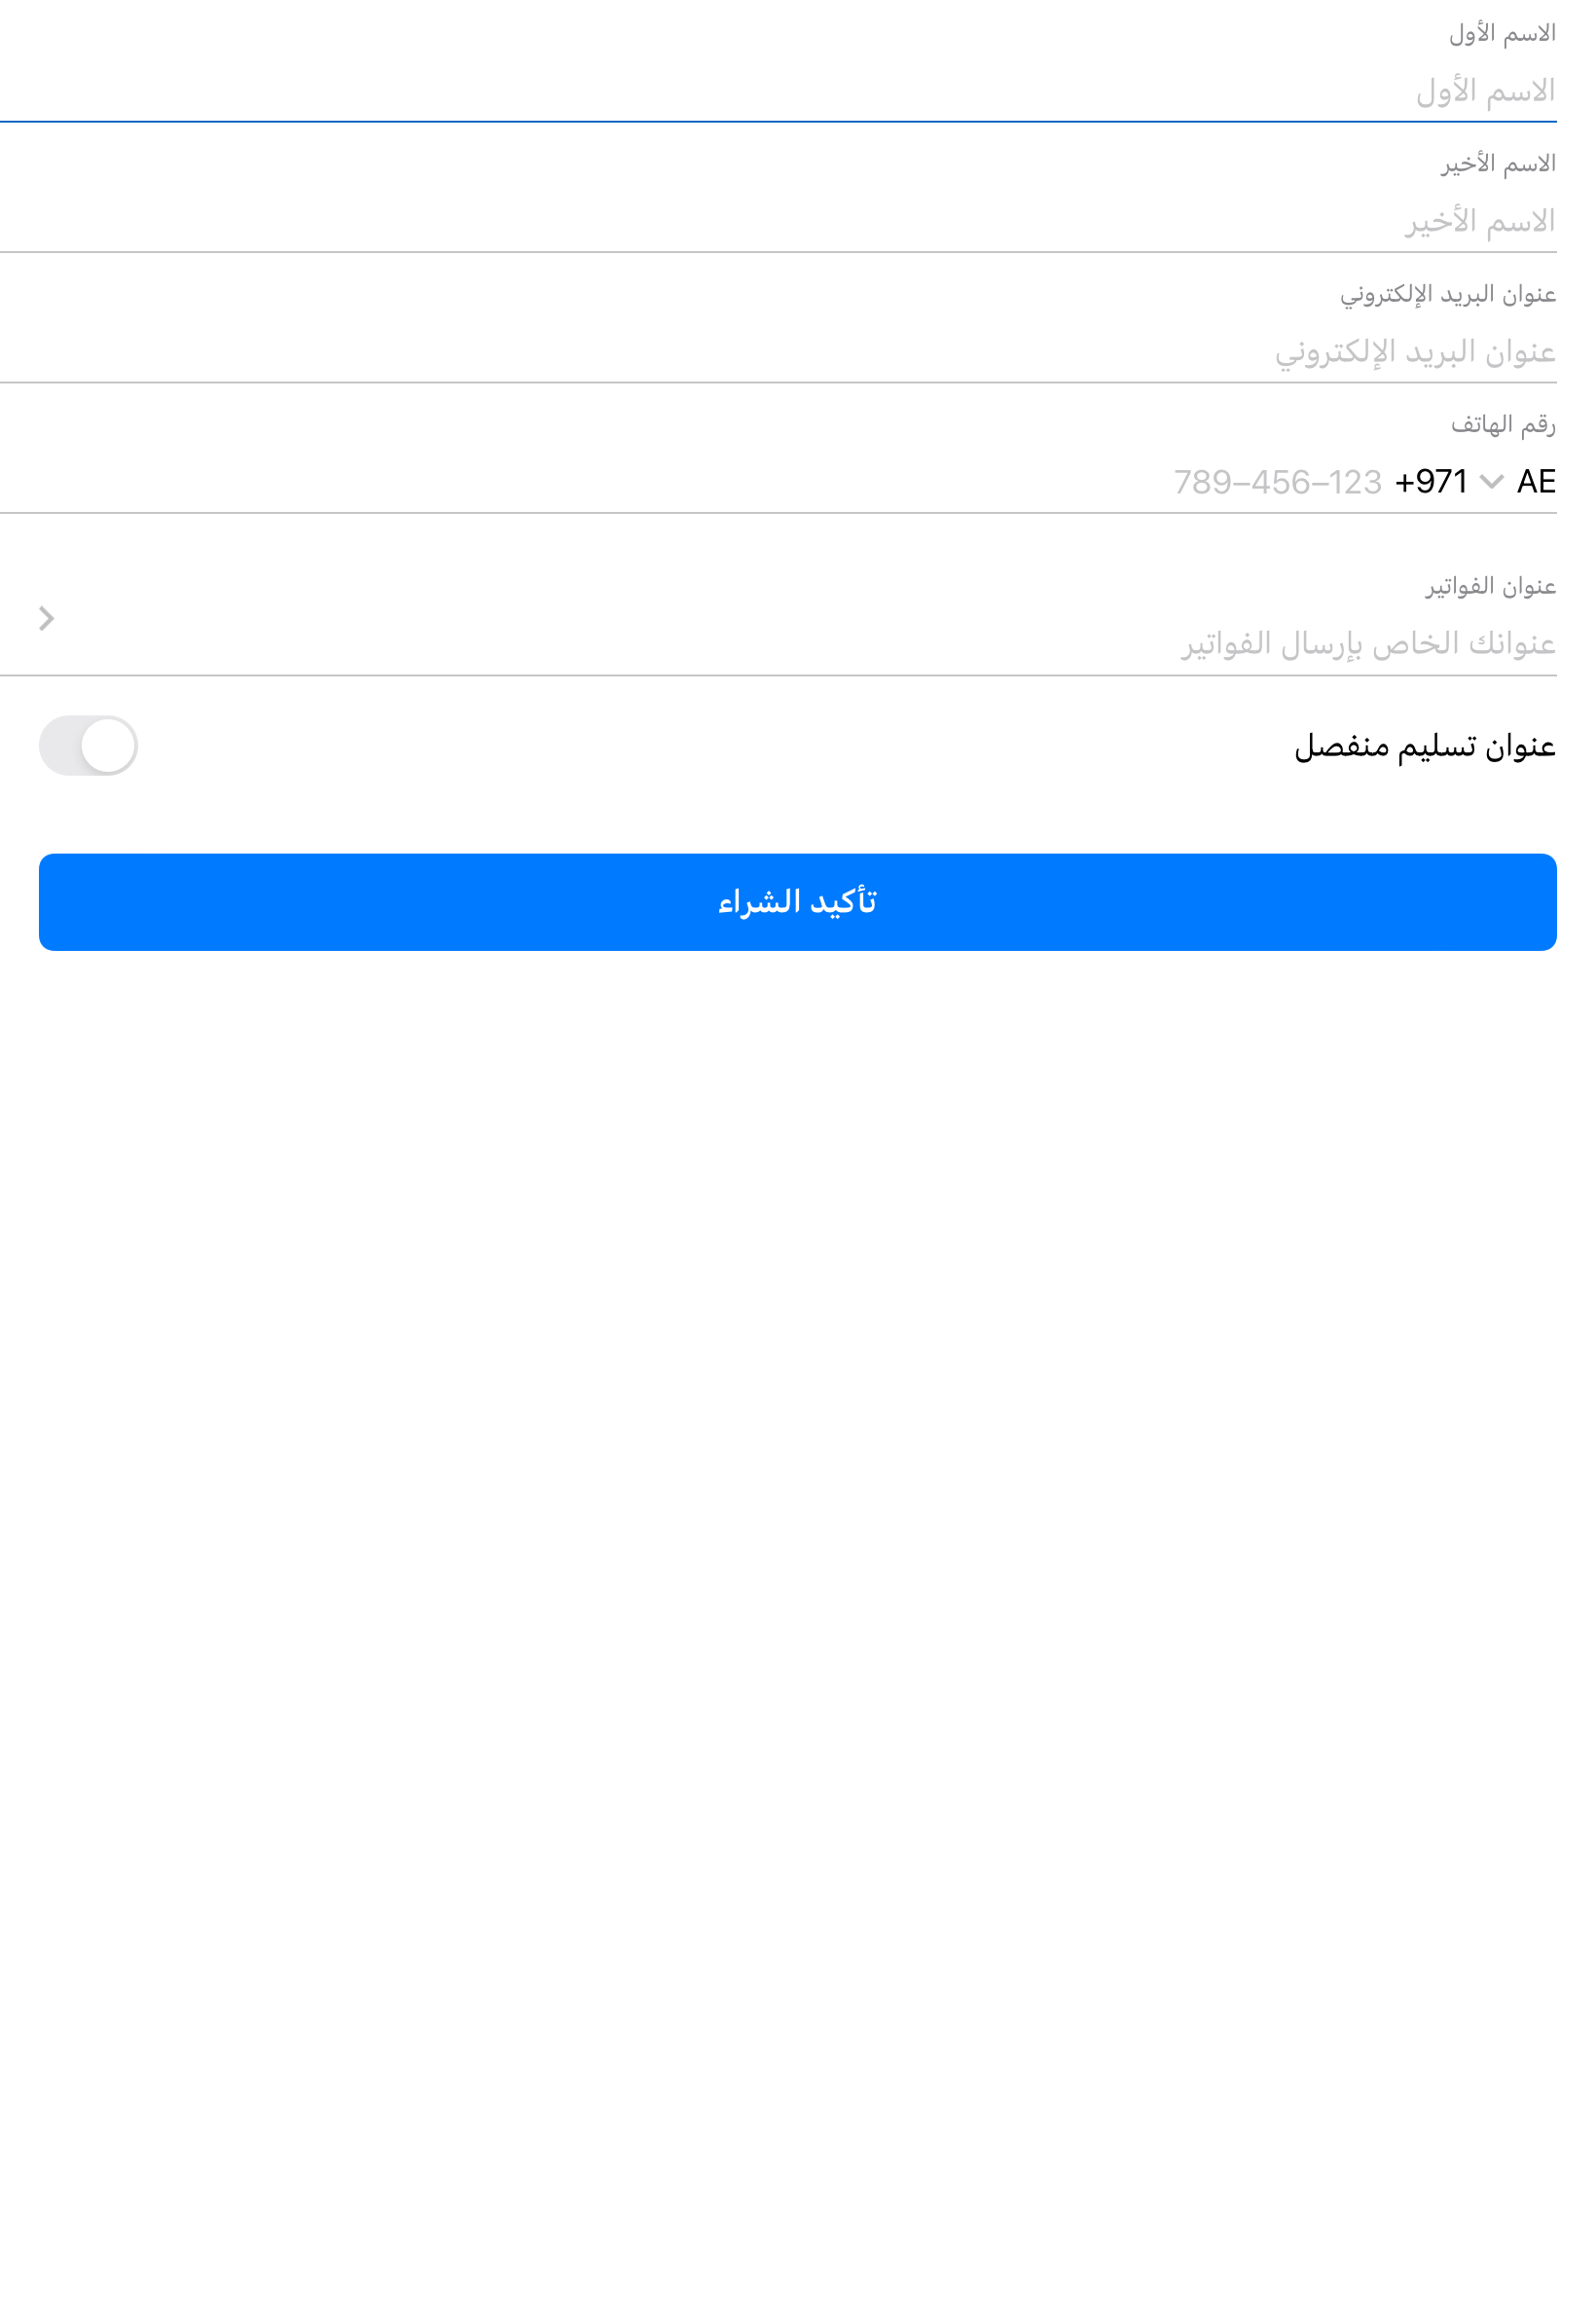 الاسم الأول
الاسم الأول
الاسم الأخير
الاسم الأخير
عنوان البريد الإلكتروني
عنوان البريد الإلكتروني
رقم الهاتف
AE +971 123-456-789
عنوان الفواتير
عنوانك الخاص بإرسال الفواتير
عنوان تسليم منفصل
تأكيد الشراء